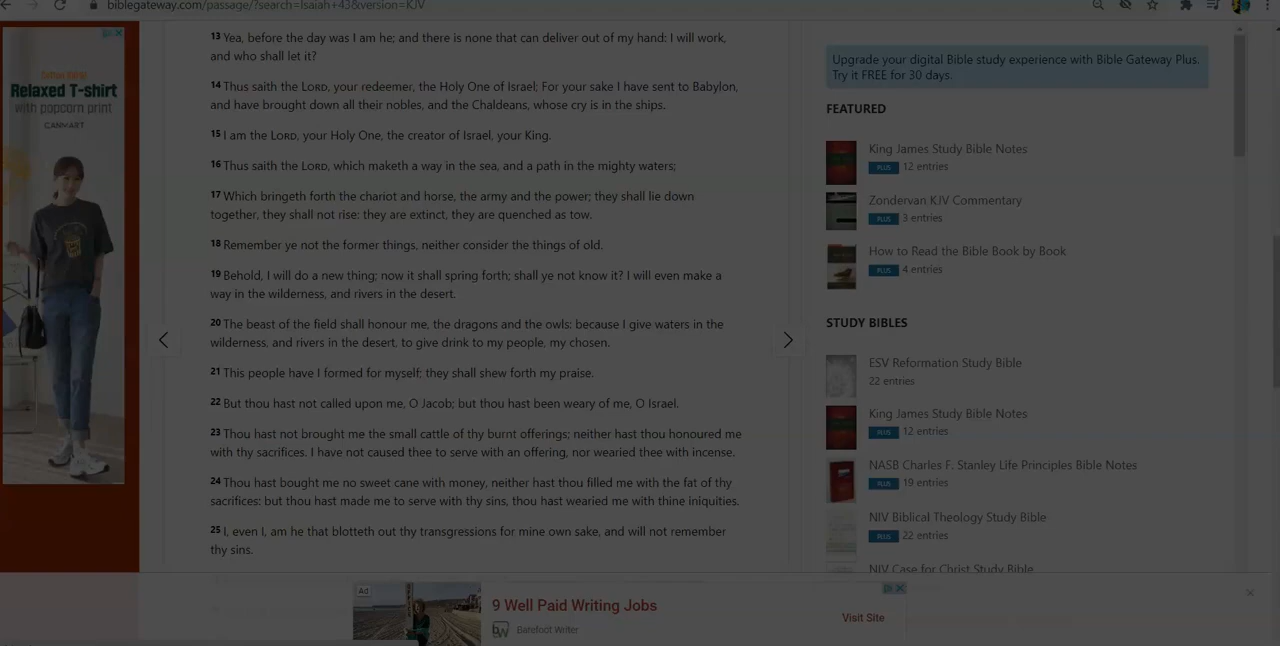 biblegateway.com/passage/?search=Isaiah+43&version=KJV
Relaxed T-shirt
with popcorn print
CANMART
13 Yea, before the day was I am he; and there is none that can deliver out of my hand: I will work,
and who shall let it?
14 Thus saith the LORD, your redeemer, the Holy One of Israel; For your sake I have sent to Babylon,
and have brought down all their nobles, and the Chaldeans, whose cry is in the ships.
15 I am the LORD, your Holy One, the creator of Israel, your King.
16 Thus saith the LORD, which maketh a way in the sea, and a path in the mighty waters;
17 Which bringeth forth the chariot and horse, the army and the power; they shall lie down
together, they shall not rise: they are extinct, they are quenched as tow.
18 Remember ye not the former things, neither consider the things of old.
19 Behold, I will do a new thing; now it shall spring forth; shall ye not know it? I will even make a
way in the wilderness, and rivers in the desert.
20 The beast of the field shall honour me, the dragons and the owls: because I give waters in the
wilderness, and rivers in the desert, to give drink to my people, my chosen.
21 This people have I formed for myself; they shall shew forth my praise.
22 But thou hast not called upon me, O Jacob; but thou hast been weary of me, O Israel.
23 Thou hast not brought me the small cattle of thy burnt offerings; neither hast thou honoured me
with thy sacrifices. I have not caused thee to serve with an offering, nor wearied thee with incense.
24 Thou hast bought me no sweet cane with money, neither hast thou filled me with the fat of thy
sacrifices: but thou hast made me to serve with thy sins, thou hast wearied me with thine iniquities.
25 I, even I, am he that blotteth out thy transgressions for mine own sake, and will not remember
thy sins.
Upgrade your digital Bible study experience with Bible Gateway Plus.
Try it FREE for 30 days.
FEATURED
King James Study Bible Notes
PLUS 12 entries
Zondervan KJV Commentary
PLUS 3 entries
How to Read the Bible Book by Book
PLUS 4 entries
STUDY BIBLES
ESV Reformation Study Bible
22 entries
King James Study Bible Notes
PLUS 12 entries
NASB Charles F. Stanley Life Principles Bible Notes
PLUS 19 entries
NIV Biblical Theology Study Bible
PLUS 22 entries
NIV Case for Christ Study Bible
Ad
9 Well Paid Writing Jobs
bw Barefoot Writer
Visit Site